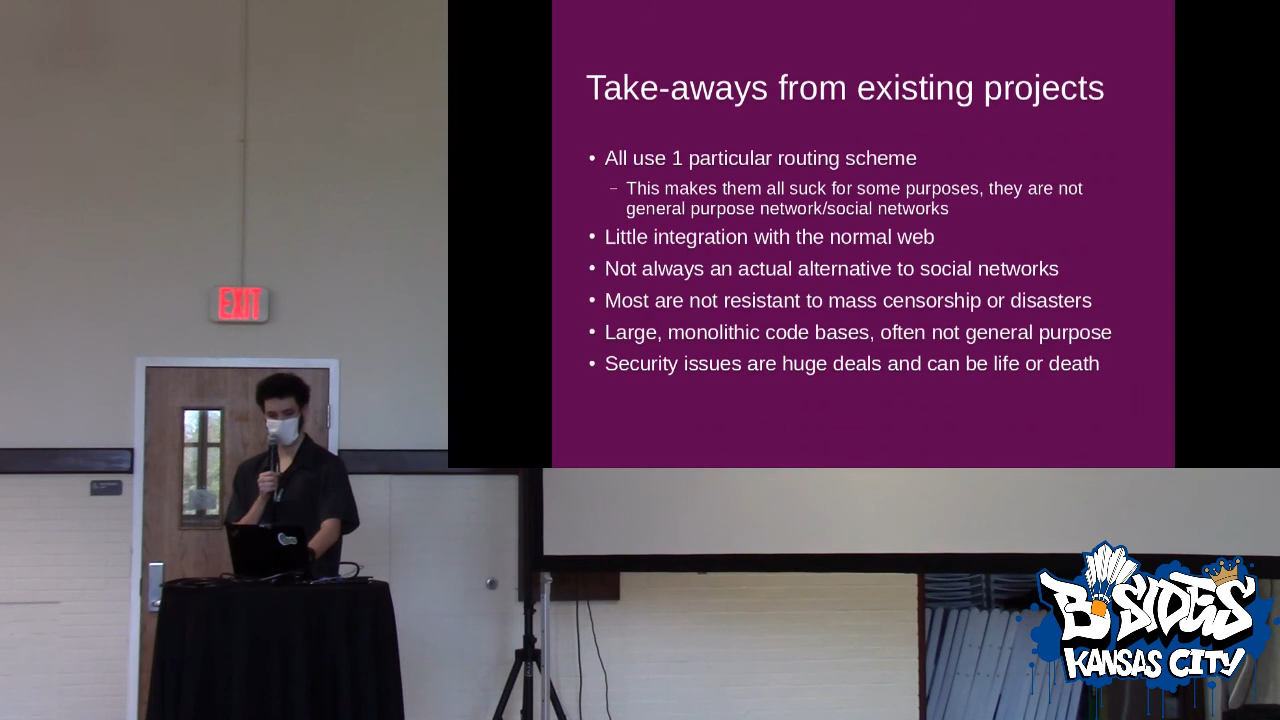 Take-aways from existing projects
• All use 1 particular routing scheme
– This makes them all suck for some purposes, they are not
general purpose network/social networks
• Little integration with the normal web
• Not always an actual alternative to social networks
• Most are not resistant to mass censorship or disasters
• Large, monolithic code bases, often not general purpose
• Security issues are huge deals and can be life or death
EXIT
BSIDES
KANSAS CITY